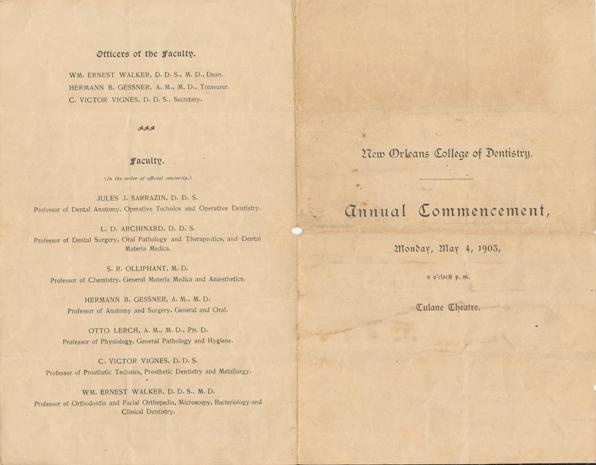 Officers of the Faculty.
WM. ERNEST WALKER, D. D. S., M. D., Dean.
HERMANN B. GESSNER, A. M., M. D., Treasurer.
C. VICTOR VIGNES, D. D. S., Secretary.
Faculty.
(In the order of official seniority.)
JULES J. SARRAZIN, D. D. S.
Professor of Dental Anatomy, Operative Technics and Operative Dentistry.
L. D. ARCHINARD, D. D. S.
Professor of Dental Surgery, Oral Pathology and Therapeutics, and Dental
Materia Medica.
S. R. OLLIPHANT, M. D.
Professor of Chemistry, General Materia Medica and Anæsthetics.
HERMANN B. GESSNER, A. M., M. D.
Professor of Anatomy and Surgery, General and Oral.
OTTO LERCH, A. M., M. D., PH. D.
Professor of Physiology, General Pathology and Hygiene.
C. VICTOR VIGNES, D. D. S.
Professor of Prosthetic Technics, Prosthetic Dentistry and Metallurgy.
WM. ERNEST WALKER, D. D. S., M. D.
Professor of Orthodontia and Facial Orthopedia, Microscopy, Bacteriology and
Clinical Dentistry.
New Orleans College of Dentistry.
Annual Commencement,
Monday, May 4, 1903,
o'clock p. m.
Tulane Theatre.